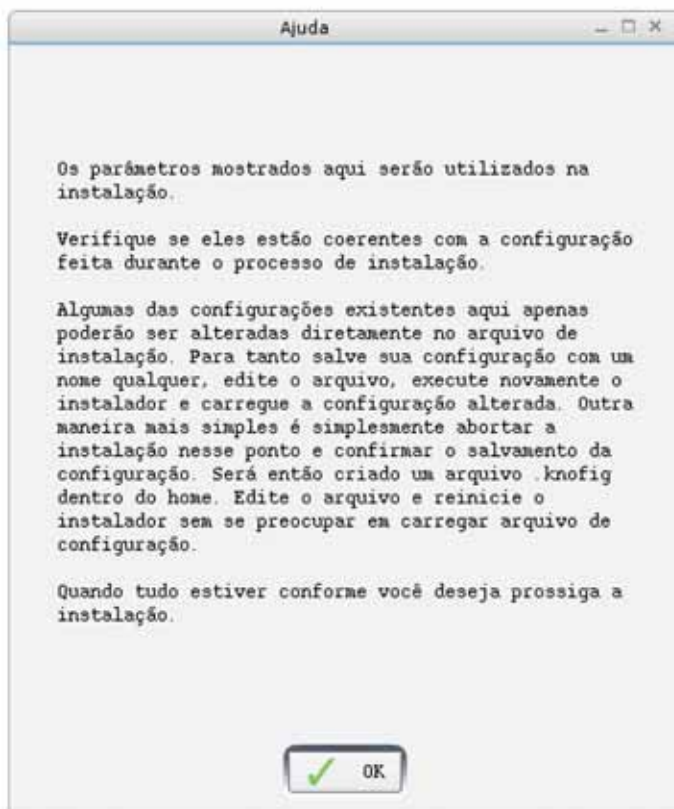 Ajuda
Os parâmetros mostrados aqui serão utilizados na
instalação.
Verifique se eles estão coerentes com a configuração
feita durante o processo de instalação.
Algumas das configurações existentes aqui apenas
poderão ser alteradas diretamente no arquivo de
instalação. Para tanto salve sua configuração com um
nome qualquer, edite o arquivo, execute novamente o
instalador e carregue a configuração alterada. Outra
maneira mais simples é simplesmente abortar a
instalação nesse ponto e confirmar o salvamento da
configuração. Será então criado um arquivo .knofig
dentro do home. Edite o arquivo e reinicie o
instalador sem se preocupar em carregar arquivo de
configuração.
Quando tudo estiver conforme você deseja prossiga a
instalação.
OK